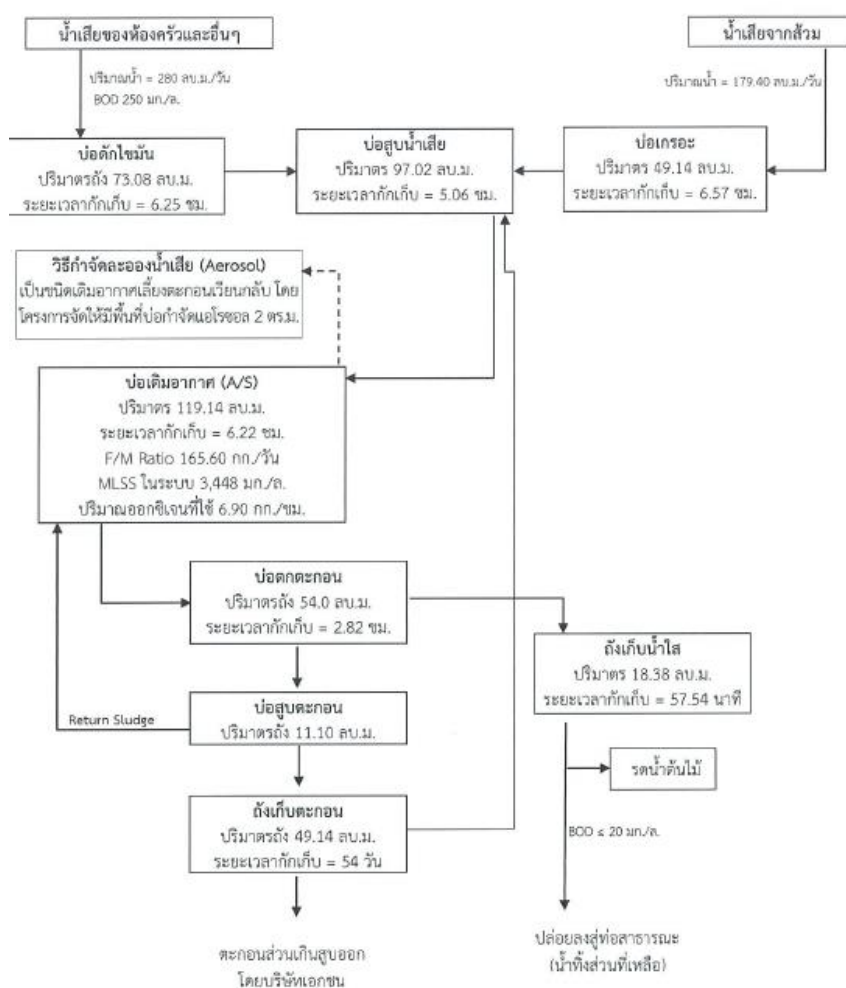 น้ำเสียของห้องครัวและอื่นๆ
น้ำเสียจากส้วม
ปริมาณน้ำ = 280 ลบ.ม./วัน
BOD 250 มก./ล.
ปริมาณน้ำ = 179.40 ลบ.ม./วัน
บ่อดักไขมัน
ปริมาตรถัง 73.08 ลบ.ม.
ระยะเวลากักเก็บ = 6.25 ชม.
บ่อสูบน้ำเสีย
ปริมาตร 97.02 ลบ.ม.
ระยะเวลากักเก็บ = 5.06 ชม.
บ่อเกรอะ
ปริมาตร 49.14 ลบ.ม.
ระยะเวลากักเก็บ = 6.57 ชม.
วิธีกำจัดละอองน้ำเสีย (Aerosol)
เป็นชนิดเติมอากาศเลี้ยงตะกอนเวียนกลับ โดย
โครงการจัดให้มีพื้นที่บ่อกำจัดแอโรซอล 2 ตร.ม.
บ่อเติมอากาศ (A/S)
ปริมาตร 119.14 ลบ.ม.
ระยะเวลากักเก็บ = 6.22 ชม.
F/M Ratio 165.60 กก./วัน
MLSS ในระบบ 3,448 มก./ล.
ปริมาณออกซิเจนที่ใช้ 6.90 กก./ชม.
บ่อตกตะกอน
ปริมาตรถัง 54.0 ลบ.ม.
ระยะเวลากักเก็บ = 2.82 ชม.
ถังเก็บน้ำใส
ปริมาตร 18.38 ลบ.ม.
ระยะเวลากักเก็บ = 57.54 นาที
Return Sludge
บ่อสูบตะกอน
ปริมาตรถัง 11.10 ลบ.ม.
รดน้ำต้นไม้
ถังเก็บตะกอน
ปริมาตรถัง 49.14 ลบ.ม.
ระยะเวลากักเก็บ = 54 วัน
BOD ≤ 20 มก./ล.
ตะกอนส่วนเกินสูบออก
โดยบริษัทเอกชน
ปล่อยลงสู่ท่อสาธารณะ
(น้ำทิ้งส่วนที่เหลือ)